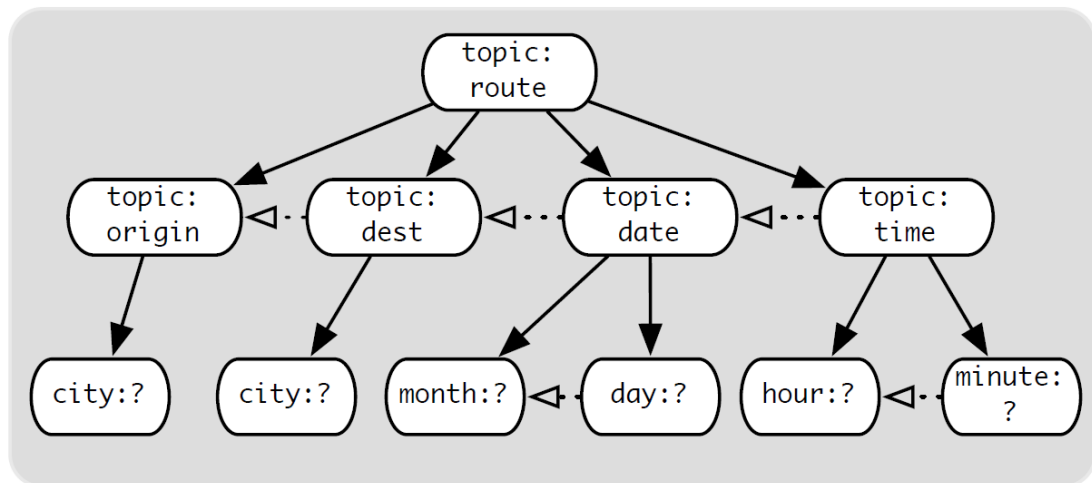 topic:
route
topic:
origin
topic:
dest
topic:
date
topic:
time
city:?
city:?
month:?
day:?
hour:?
minute:
?